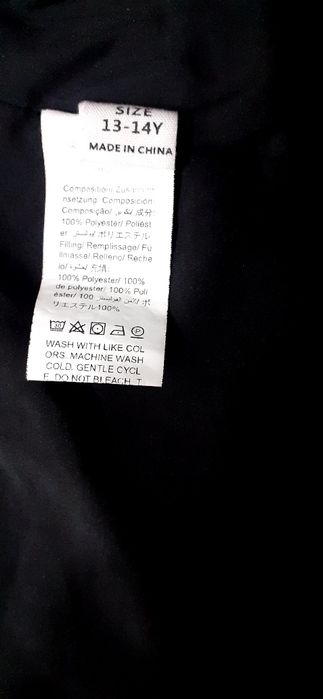 SIZE
13-14Y
MADE IN CHINA
Composition/
nsetzung/ Composición/
Composição/ 成分:
100% Polyester/ Poliést
er ポリエステル
Filling/ Remplissage/ Fü
llniasse/ Relleno/ Reche
io/ 充填:
100% Polyester/ 100%
de polyester/ 100% Poli
éster/ 100 ポ
リエステル100%
WASH WITH LIKE COL
ORS. MACHINE WASH
COLD. GENTLE CYCL
E. DO NOT BLEACH. T